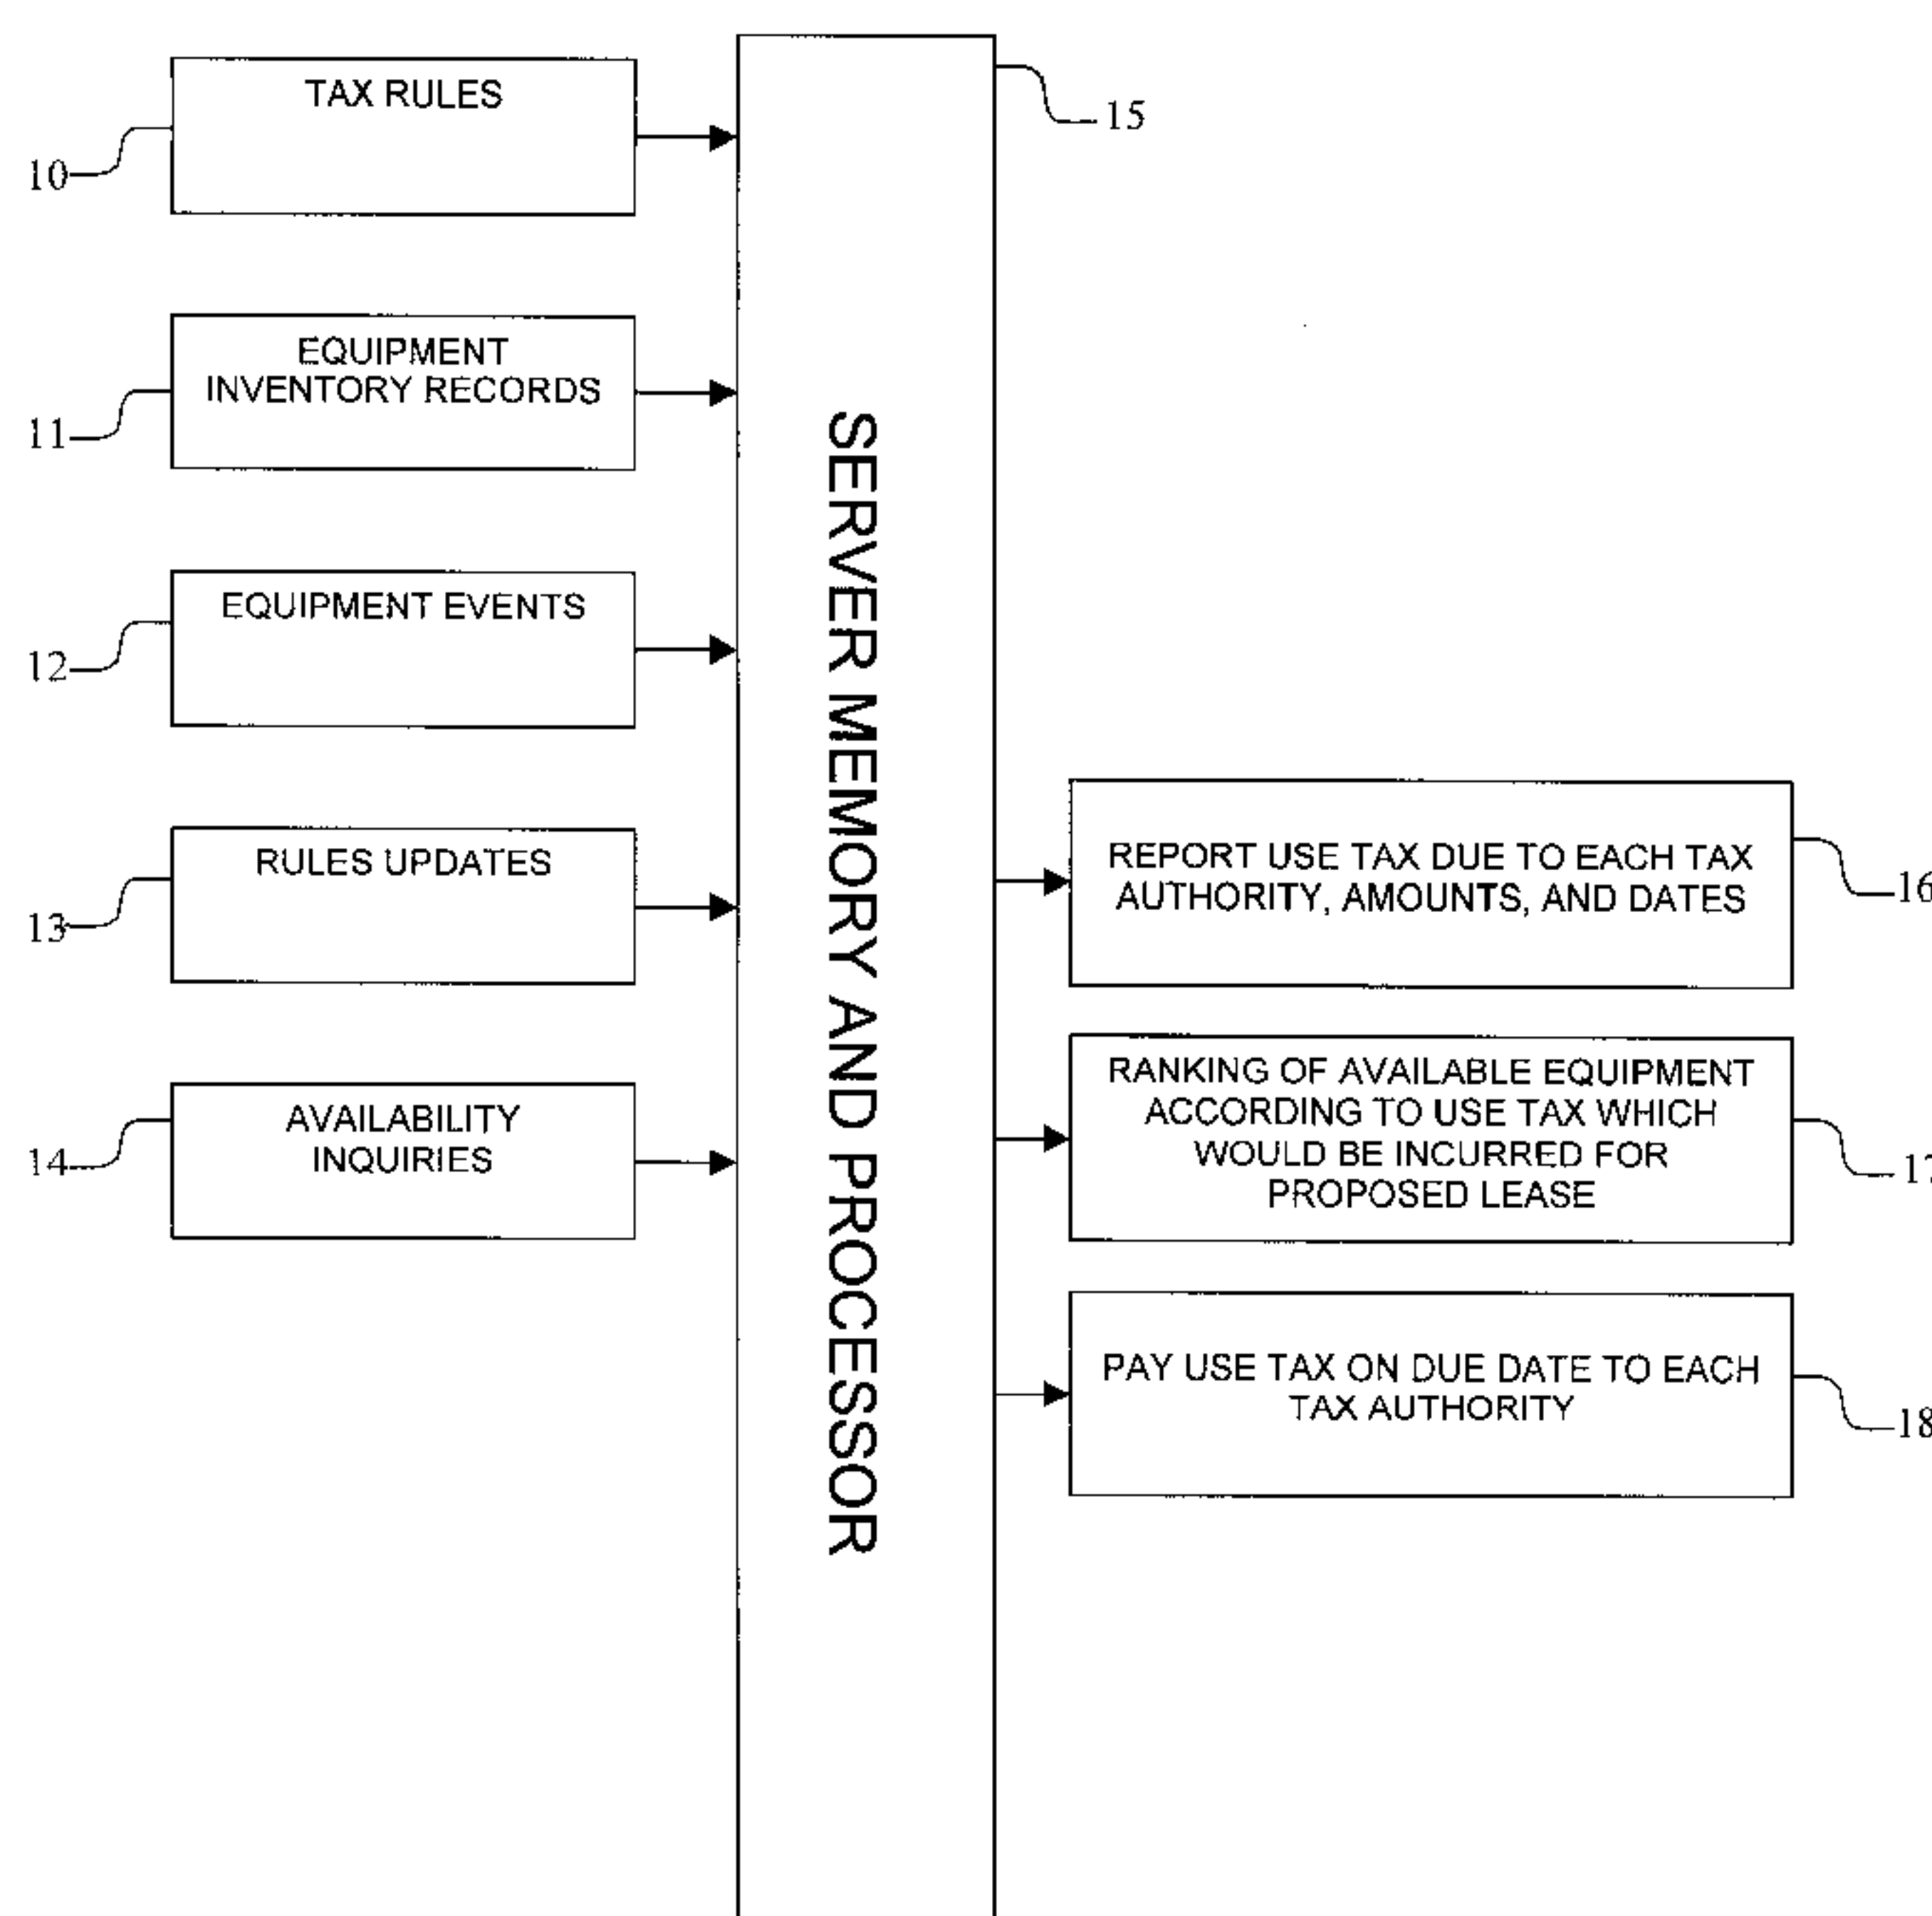 TAX RULES
10
EQUIPMENT
INVENTORY RECORDS
11
EQUIPMENT EVENTS
12
RULES UPDATES
13
AVAILABILITY
INQUIRIES
14
SERVER MEMORY AND PROCESSOR
15
REPORT USE TAX DUE TO EACH TAX
AUTHORITY, AMOUNTS, AND DATES
16
RANKING OF AVAILABLE EQUIPMENT
ACCORDING TO USE TAX WHICH
WOULD BE INCURRED FOR
PROPOSED LEASE
PAY USE TAX ON DUE DATE TO EACH
TAX AUTHORITY
18